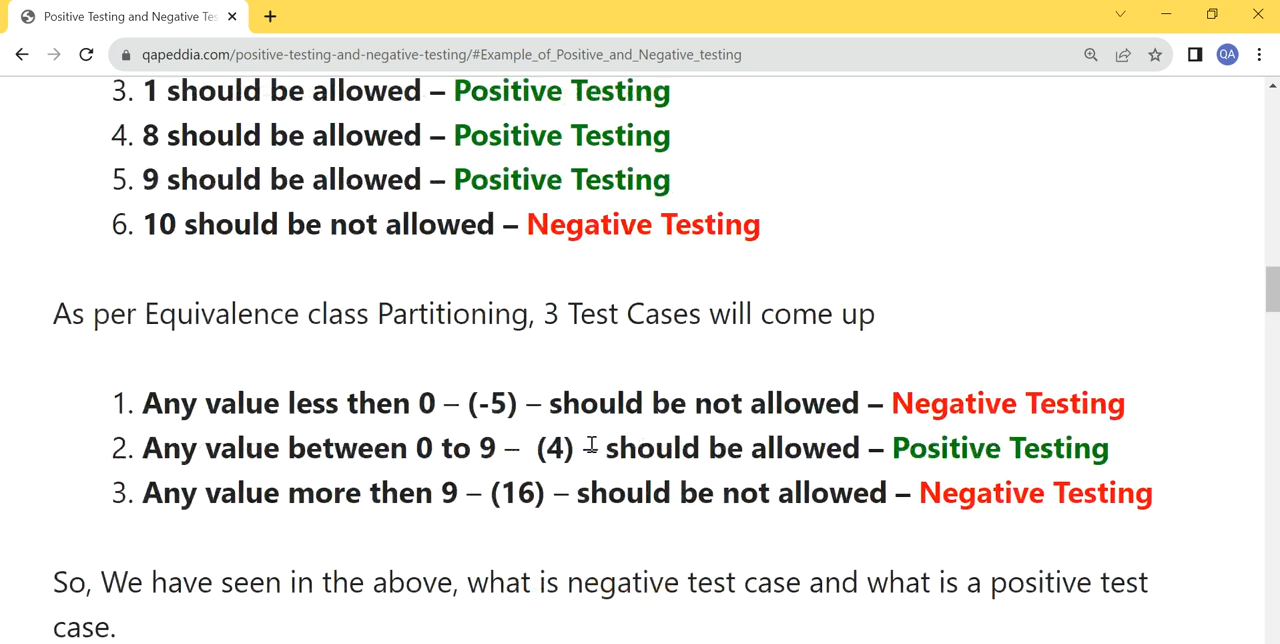 Positive Testing and Negative Tes
qapeddia.com/positive-testing-and-negative-testing/#Example_of_Positive_and_Negative_testing
QA
3. 1 should be allowed – Positive Testing
4. 8 should be allowed – Positive Testing
5. 9 should be allowed – Positive Testing
6. 10 should be not allowed – Negative Testing
As per Equivalence class Partitioning, 3 Test Cases will come up
1. Any value less then 0 – (-5) – should be not allowed – Negative Testing
2. Any value between 0 to 9 – (4) – should be allowed – Positive Testing
3. Any value more then 9 – (16) – should be not allowed – Negative Testing
So, We have seen in the above, what is negative test case and what is a positive test
case.